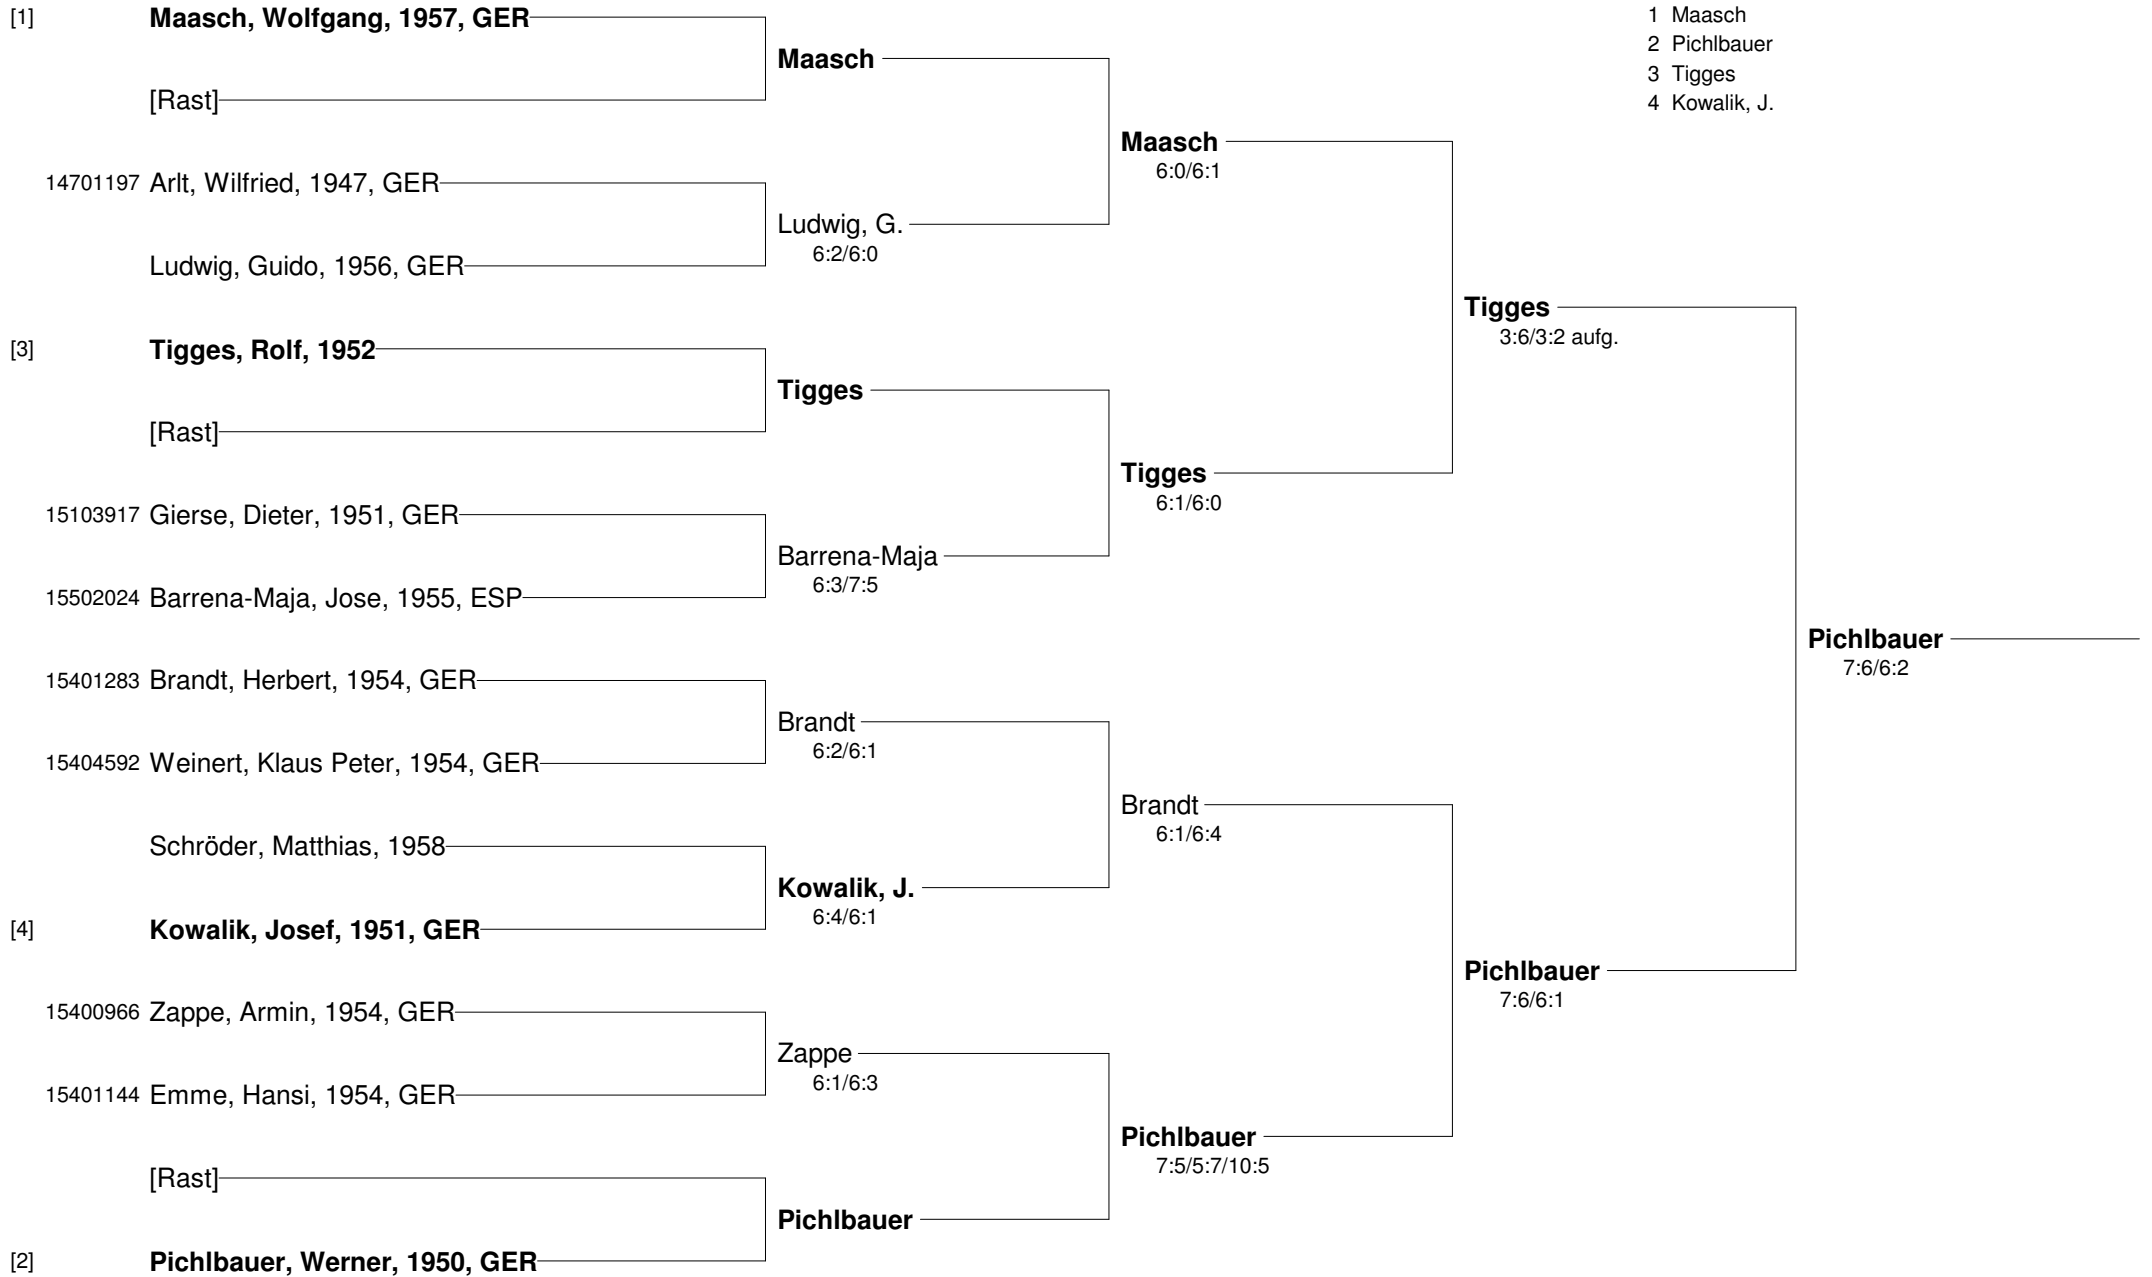 [1] Maasch, Wolfgang, 1957, GER
[Rast]
14701197 Arlt, Wilfried, 1947, GER
Ludwig, Guido, 1956, GER
[3] Tigges, Rolf, 1952
[Rast]
15103917 Gierse, Dieter, 1951, GER
15502024 Barrena-Maja, Jose, 1955, ESP
15401283 Brandt, Herbert, 1954, GER
15404592 Weinert, Klaus Peter, 1954, GER
Schröder, Matthias, 1958
[4] Kowalik, Josef, 1951, GER
15400966 Zappe, Armin, 1954, GER
15401144 Emme, Hansi, 1954, GER
[Rast]
[2] Pichlbauer, Werner, 1950, GER
Maasch
Ludwig, G.
6:2/6:0
Tigges
Barrena-Maja
6:3/7:5
Brandt
6:2/6:1
Kowalik, J.
6:4/6:1
Zappe
6:1/6:3
Pichlbauer
Maasch
6:0/6:1
Tigges
6:1/6:0
Brandt
6:1/6:4
Pichlbauer
7:5/5:7/10:5
Tigges
3:6/3:2 aufg.
Pichlbauer
7:6/6:1
Pichlbauer
7:6/6:2
1 Maasch
2 Pichlbauer
3 Tigges
4 Kowalik, J.